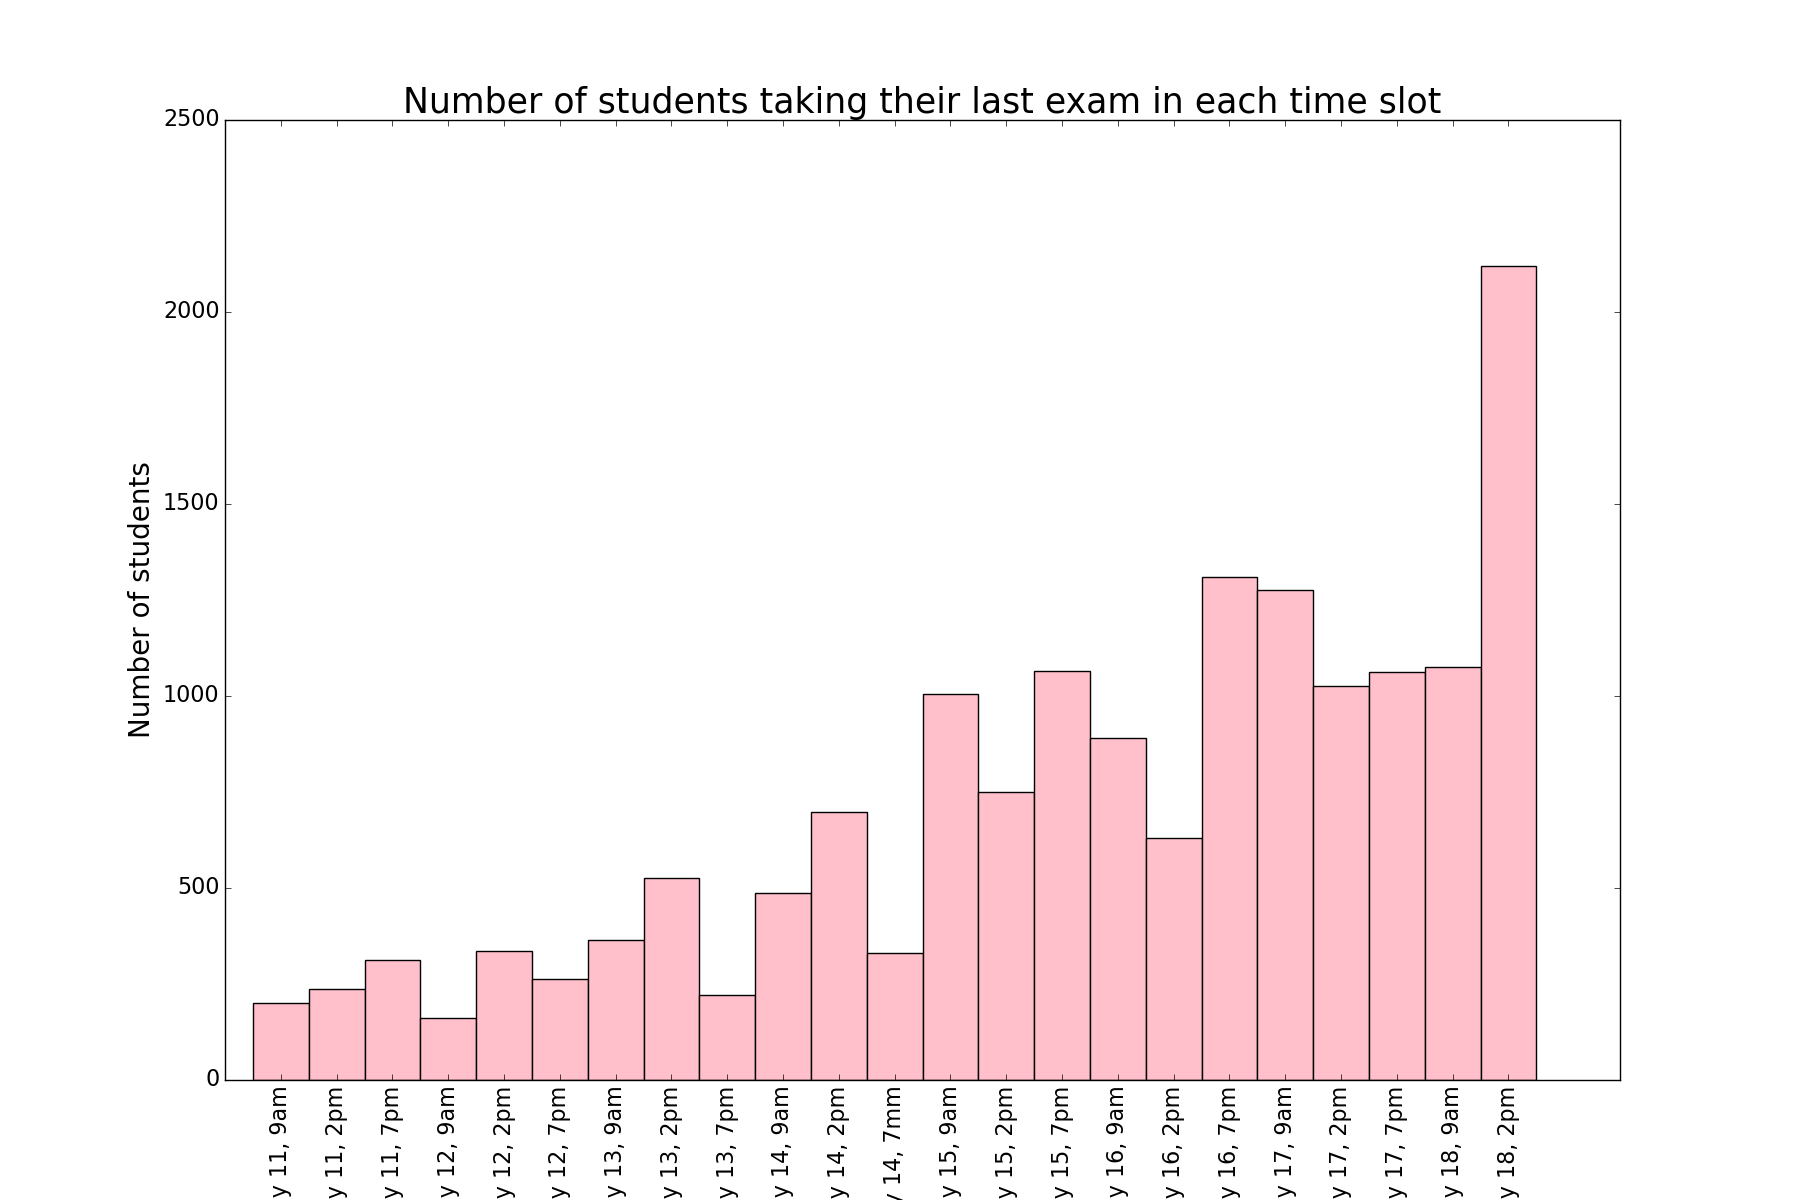 Number of students taking their last exam in each time slot
2500
2000
1500
1000
500
0
Number of students
y 11, 9am
y 11, 2pm
y 11, 7pm
y 12, 9am
y 12, 2pm
y 12, 7pm
y 13, 9am
y 13, 2pm
y 13, 7pm
y 14, 9am
y 14, 2pm
y 14, 7mm
y 15, 9am
y 15, 2pm
y 15, 7pm
y 16, 9am
y 16, 2pm
y 16, 7pm
y 17, 9am
y 17, 2pm
y 17, 7pm
y 18, 9am
y 18, 2pm